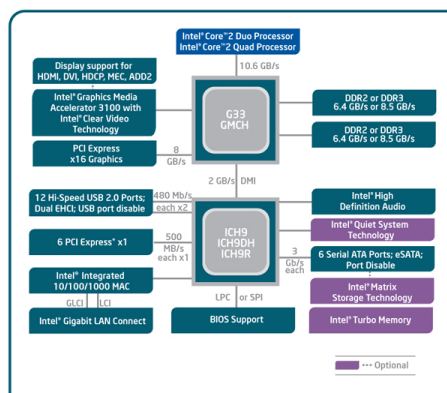 Intel® Core™2 Duo Processor
Intel® Core™2 Quad Processor
10.6 GB/s
Display support for
HDMI, DVI, HDCP, MEC, ADD2
Intel® Graphics Media
Accelerator 3100 with
Intel® Clear Video
Technology
PCI Express
x16 Graphics
8
GB/s
G33
GMCH
DDR2 or DDR3
6.4 GB/s or 8.5 GB/s
DDR2 or DDR3
6.4 GB/s or 8.5 GB/s
2 GB/s DMI
12 Hi-Speed USB 2.0 Ports;
Dual EHCI; USB port disable
480 Mb/s
each x2
6 PCI Express* x1
500
MB/s
each x1
Intel® Integrated
10/100/1000 MAC
GLCI LCI
Intel® Gigabit LAN Connect
ICH9
ICH9DH
ICH9R
LPC or SPI
BIOS Support
Intel® High
Definition Audio
Intel® Quiet System
Technology
3
Gb/s
each
6 Serial ATA Ports; eSATA;
Port Disable
Intel® Matrix
Storage Technology
Intel® Turbo Memory
Optional